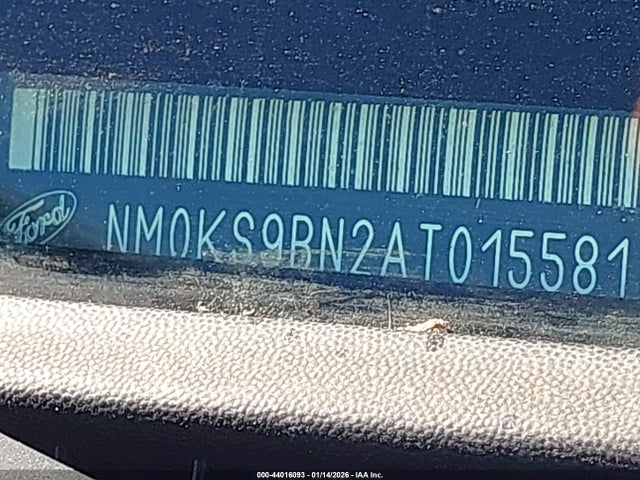 Ford
NM0KS9BN2AT015581
000-44016093 - 01/14/2026 - IAA Inc.